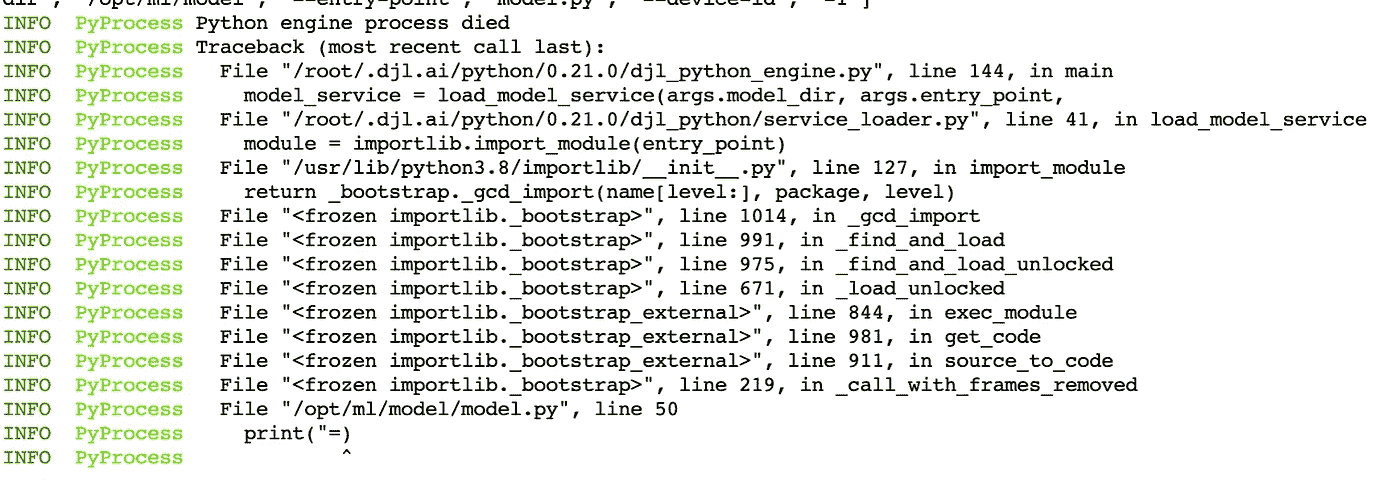 dir', '/opt/ml/model', '--entry-point', 'model.py', '--device-id', '-1']
INFO  PyProcess Python engine process died
INFO  PyProcess Traceback (most recent call last):
INFO  PyProcess   File "/root/.djl.ai/python/0.21.0/djl_python_engine.py", line 144, in main
INFO  PyProcess     model_service = load_model_service(args.model_dir, args.entry_point,
INFO  PyProcess   File "/root/.djl.ai/python/0.21.0/djl_python/service_loader.py", line 41, in load_model_service
INFO  PyProcess     module = importlib.import_module(entry_point)
INFO  PyProcess   File "/usr/lib/python3.8/importlib/__init__.py", line 127, in import_module
INFO  PyProcess     return _bootstrap._gcd_import(name[level:], package, level)
INFO  PyProcess   File "<frozen importlib._bootstrap>", line 1014, in _gcd_import
INFO  PyProcess   File "<frozen importlib._bootstrap>", line 991, in _find_and_load
INFO  PyProcess   File "<frozen importlib._bootstrap>", line 975, in _find_and_load_unlocked
INFO  PyProcess   File "<frozen importlib._bootstrap>", line 671, in _load_unlocked
INFO  PyProcess   File "<frozen importlib._bootstrap_external>", line 844, in exec_module
INFO  PyProcess   File "<frozen importlib._bootstrap_external>", line 981, in get_code
INFO  PyProcess   File "<frozen importlib._bootstrap_external>", line 911, in source_to_code
INFO  PyProcess   File "<frozen importlib._bootstrap>", line 219, in _call_with_frames_removed
INFO  PyProcess   File "/opt/ml/model/model.py", line 50
INFO  PyProcess     print("=)
INFO  PyProcess             ^